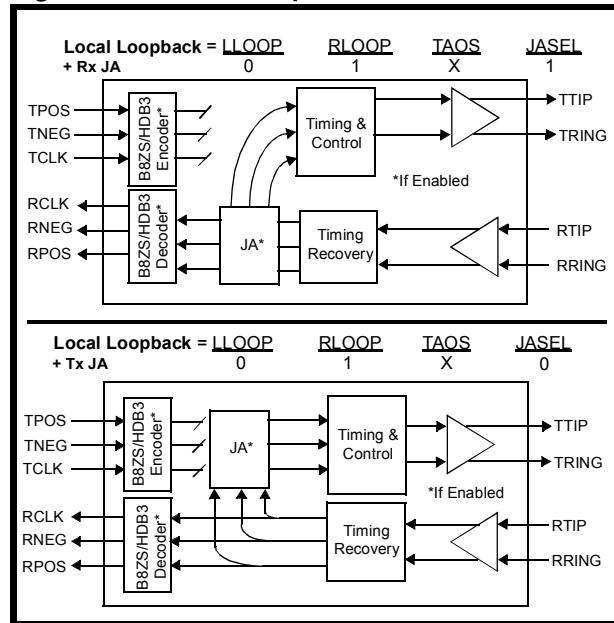 Local Loopback = LLOOP RLOOP TAOS JASEL
+ Rx JA 0 1 X 1
TPOS
TNEG
TCLK
B8ZS/HDB3
Encoder*
Timing &
Control
TTIP
TRING
*If Enabled
RCLK
RNEG
RPOS
B8ZS/HDB3
Decoder*
JA*
Timing
Recovery
RTIP
RRING
Local Loopback = LLOOP RLOOP TAOS JASEL
+ Tx JA 0 1 X 0
TPOS
TNEG
TCLK
B8ZS/HDB3
Encoder*
JA*
Timing &
Control
TTIP
TRING
*If Enabled
RCLK
RNEG
RPOS
B8ZS/HDB3
Decoder*
Timing
Recovery
RTIP
RRING